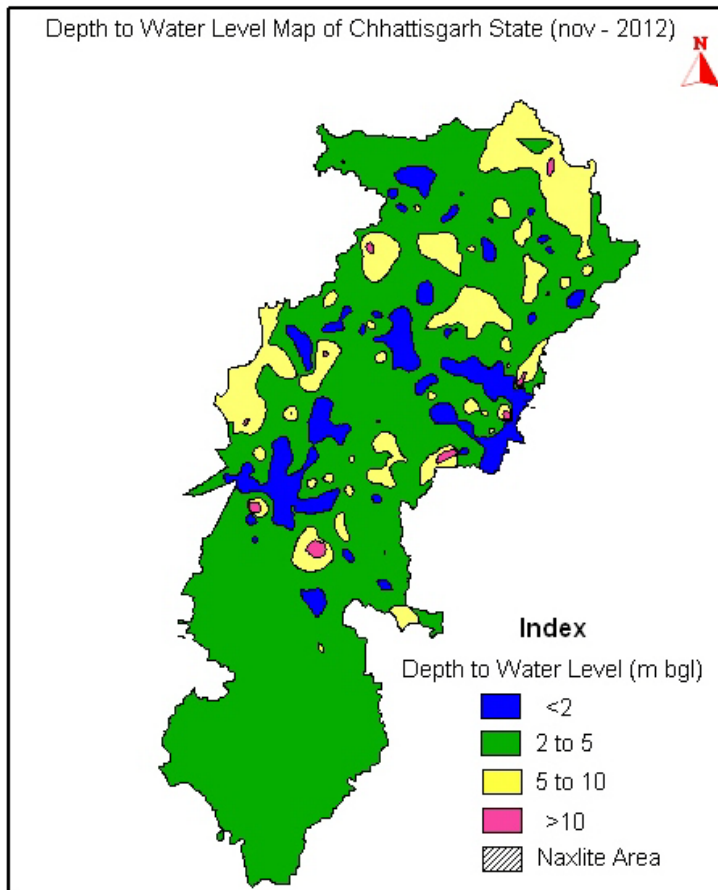 Depth to Water Level Map of Chhattisgarh State (nov - 2012)
N
Index
Depth to Water Level (m bgl)
<2
2 to 5
5 to 10
>10
Naxlite Area